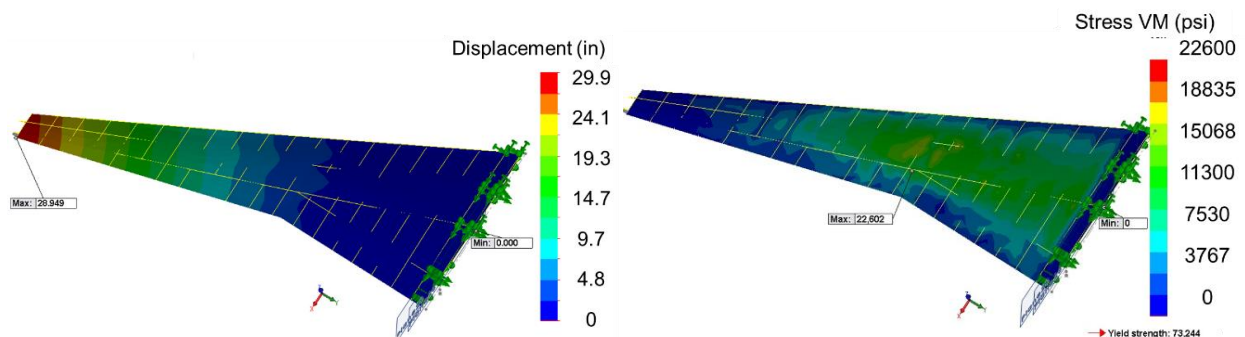 Displacement (in)
29.9
24.1
19.3
14.7
9.7
4.8
0
Max: 28.949
Min: 0.000
Stress VM (psi)
22600
18835
15068
11300
7530
3767
0
Max: 22,602
Min: 0
Yield strength: 73.244